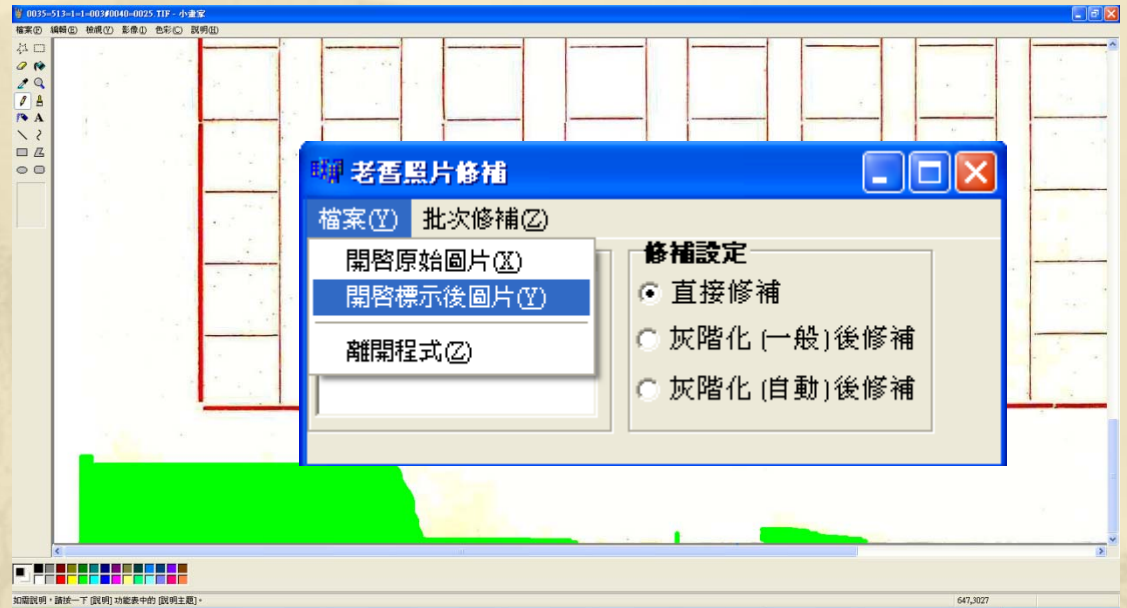 0035-513-1-1-003#0040-0025.TIF - 小畫家
檔案(F) 編輯(E) 檢視(V) 影像(I) 色彩(C) 說明(H)
老舊照片修補
檔案(Y) 批次修補(Z)
開啓原始圖片(X)
開啓標示後圖片(Y)
離開程式(Z)
修補設定
直接修補
灰階化 (一般)後修補
灰階化 (自動)後修補
如需說明，請按一下 [說明] 功能表中的 [說明主題]。
647,3027